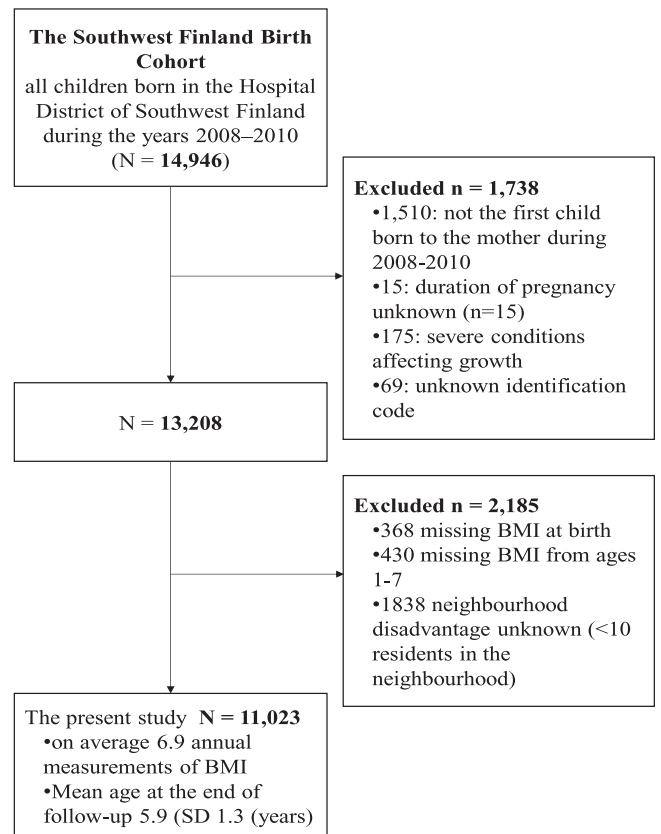 The Southwest Finland Birth
Cohort
all children born in the Hospital
District of Southwest Finland
during the years 2008–2010
(N = 14,946)
Excluded n = 1,738
•1,510: not the first child
born to the mother during
2008-2010
•15: duration of pregnancy
unknown (n=15)
•175: severe conditions
affecting growth
•69: unknown identification
code
N = 13,208
Excluded n = 2,185
•368 missing BMI at birth
•430 missing BMI from ages
1-7
•1838 neighbourhood
disadvantage unknown (<10
residents in the
neighbourhood)
The present study N = 11,023
•on average 6.9 annual
measurements of BMI
•Mean age at the end of
follow-up 5.9 (SD 1.3 (years)